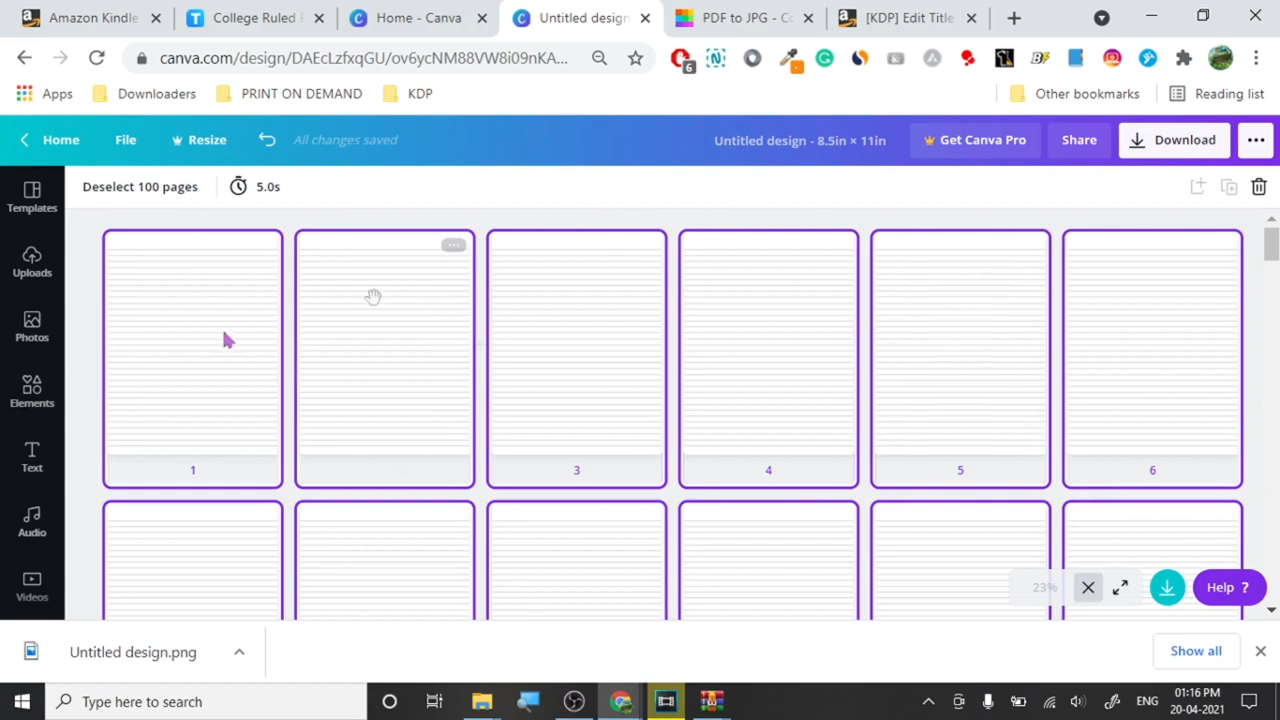 Amazon Kindle
College Ruled P
Home - Canva
Untitled design
PDF to JPG - Co
[KDP] Edit Title
canva.com/design/DAEcLzfxqGU/ov6ycNM88VW8i09nKA...
6
Apps
Downloaders
PRINT ON DEMAND
KDP
Other bookmarks
Reading list
Home
File
Resize
All changes saved
Untitled design - 8.5in × 11in
Get Canva Pro
Share
Download
Templates
Deselect 100 pages
5.0s
Uploads
Photos
Elements
Text
Audio
Videos
1
3
4
5
6
23%
Help ?
Untitled design.png
Show all
Type here to search
ENG
01:16 PM
20-04-2021